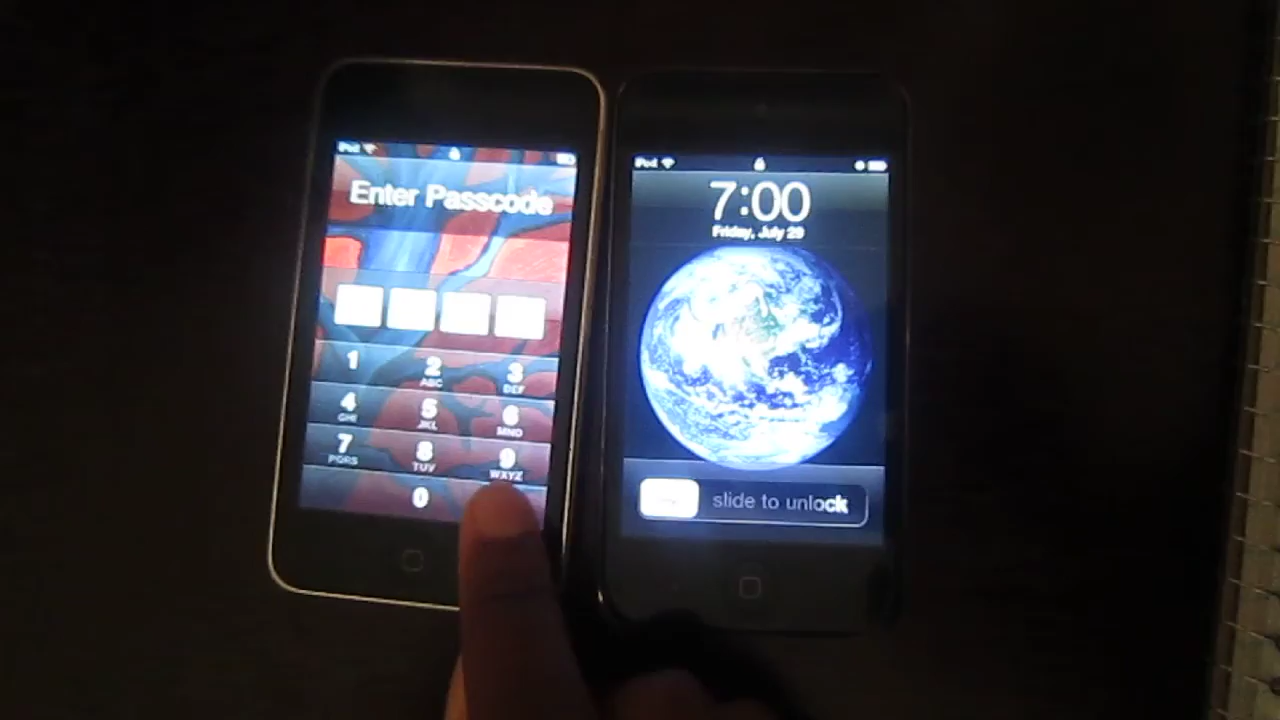 iPod
Enter Passcode
1
2
ABC
3
DEF
4
GHI
5
JKL
6
MNO
7
PQRS
8
TUV
9
WXYZ
0
iPod
7:00
Friday, July 29
slide to unlock